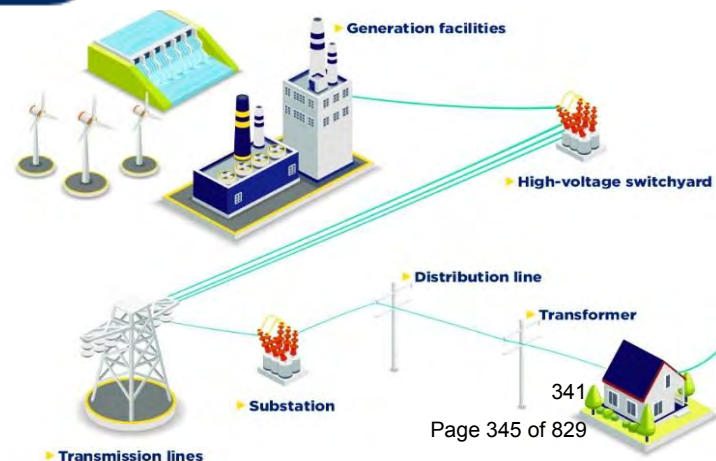 Generation facilities
High-voltage switchyard
Distribution line
Transformer
341
Substation
Page 345 of 829
Transmission lines